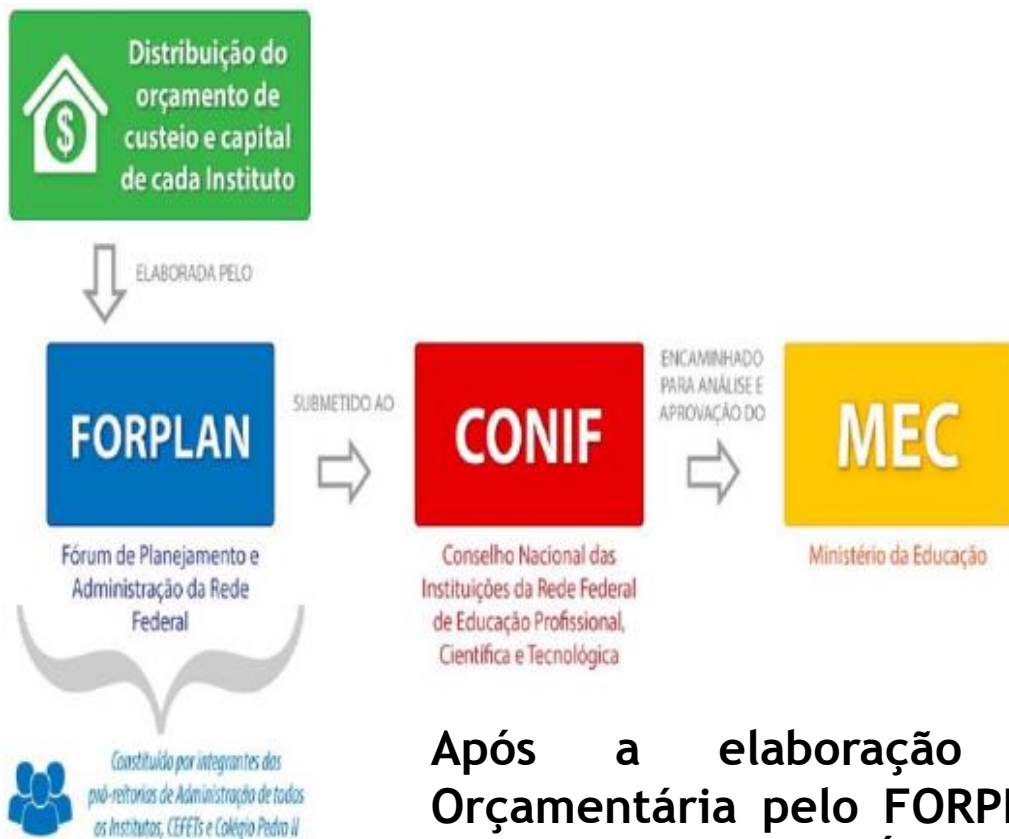 Distribuição do
orçamento de
custeio e capital
de cada Instituto
$
ELABORADA PELO
FORPLAN
SUBMETIDO AO
CONIF
ENCAMINHADO
PARA ANÁLISE E
APROVAÇÃO DO
MEC
Fórum de Planejamento e
Administração da Rede
Federal
Conselho Nacional das
Instituições da Rede Federal
de Educação Profissional,
Científica e Tecnológica
Ministério da Educação
Constituído por integrantes das
pró-reitorias de Administração de todos
os Institutos, CEFETs e Colégio Pedro II
Após a elaboração
Orçamentária pelo FORPL